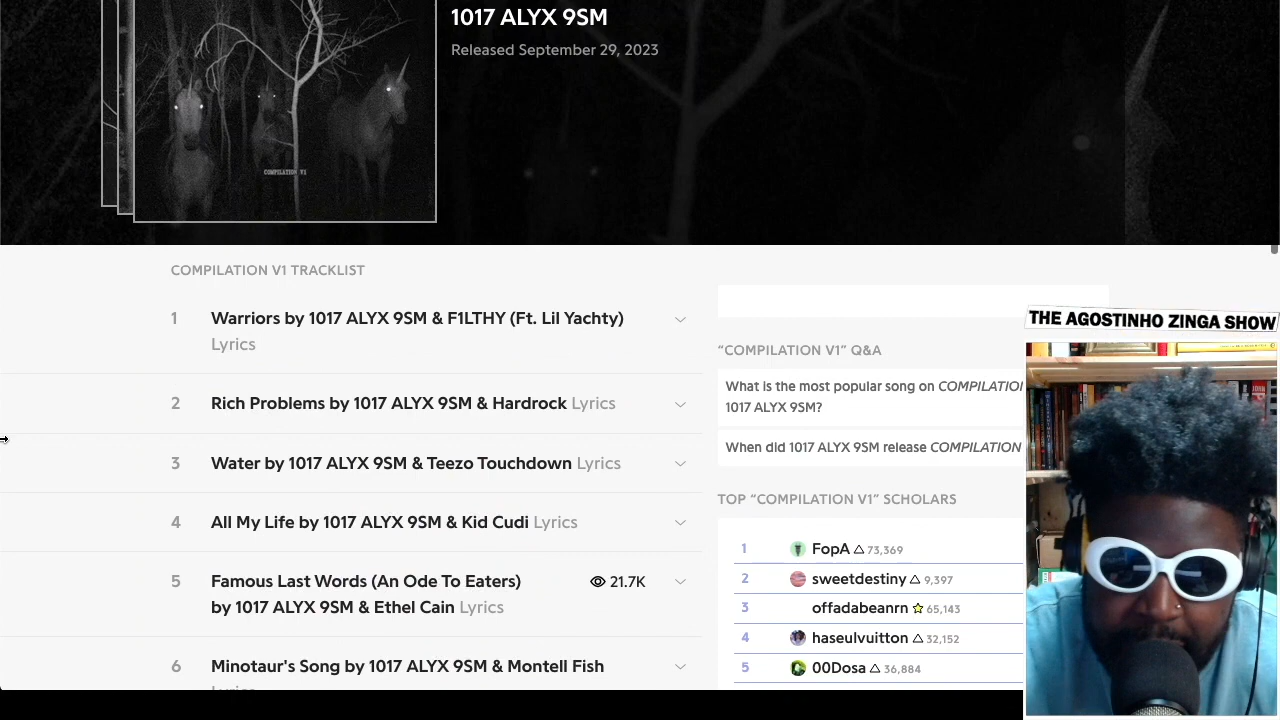 1017 ALYX 9SM
Released September 29, 2023
COMPILATION V1
COMPILATION V1 TRACKLIST
1 Warriors by 1017 ALYX 9SM & F1LTHY (Ft. Lil Yachty)
Lyrics
2 Rich Problems by 1017 ALYX 9SM & Hardrock Lyrics
3 Water by 1017 ALYX 9SM & Teezo Touchdown Lyrics
4 All My Life by 1017 ALYX 9SM & Kid Cudi Lyrics
5 Famous Last Words (An Ode To Eaters) 21.7K
by 1017 ALYX 9SM & Ethel Cain Lyrics
6 Minotaur's Song by 1017 ALYX 9SM & Montell Fish
“COMPILATION V1” Q&A
What is the most popular song on COMPILATIO
1017 ALYX 9SM?
When did 1017 ALYX 9SM release COMPILATION
TOP “COMPILATION V1” SCHOLARS
1 FopA 73,369
2 sweetdestiny 9,397
3 offadabeanrn 65,143
4 haseulvuitton 32,152
5 00Dosa 36,884
THE AGOSTINHO ZINGA SHOW